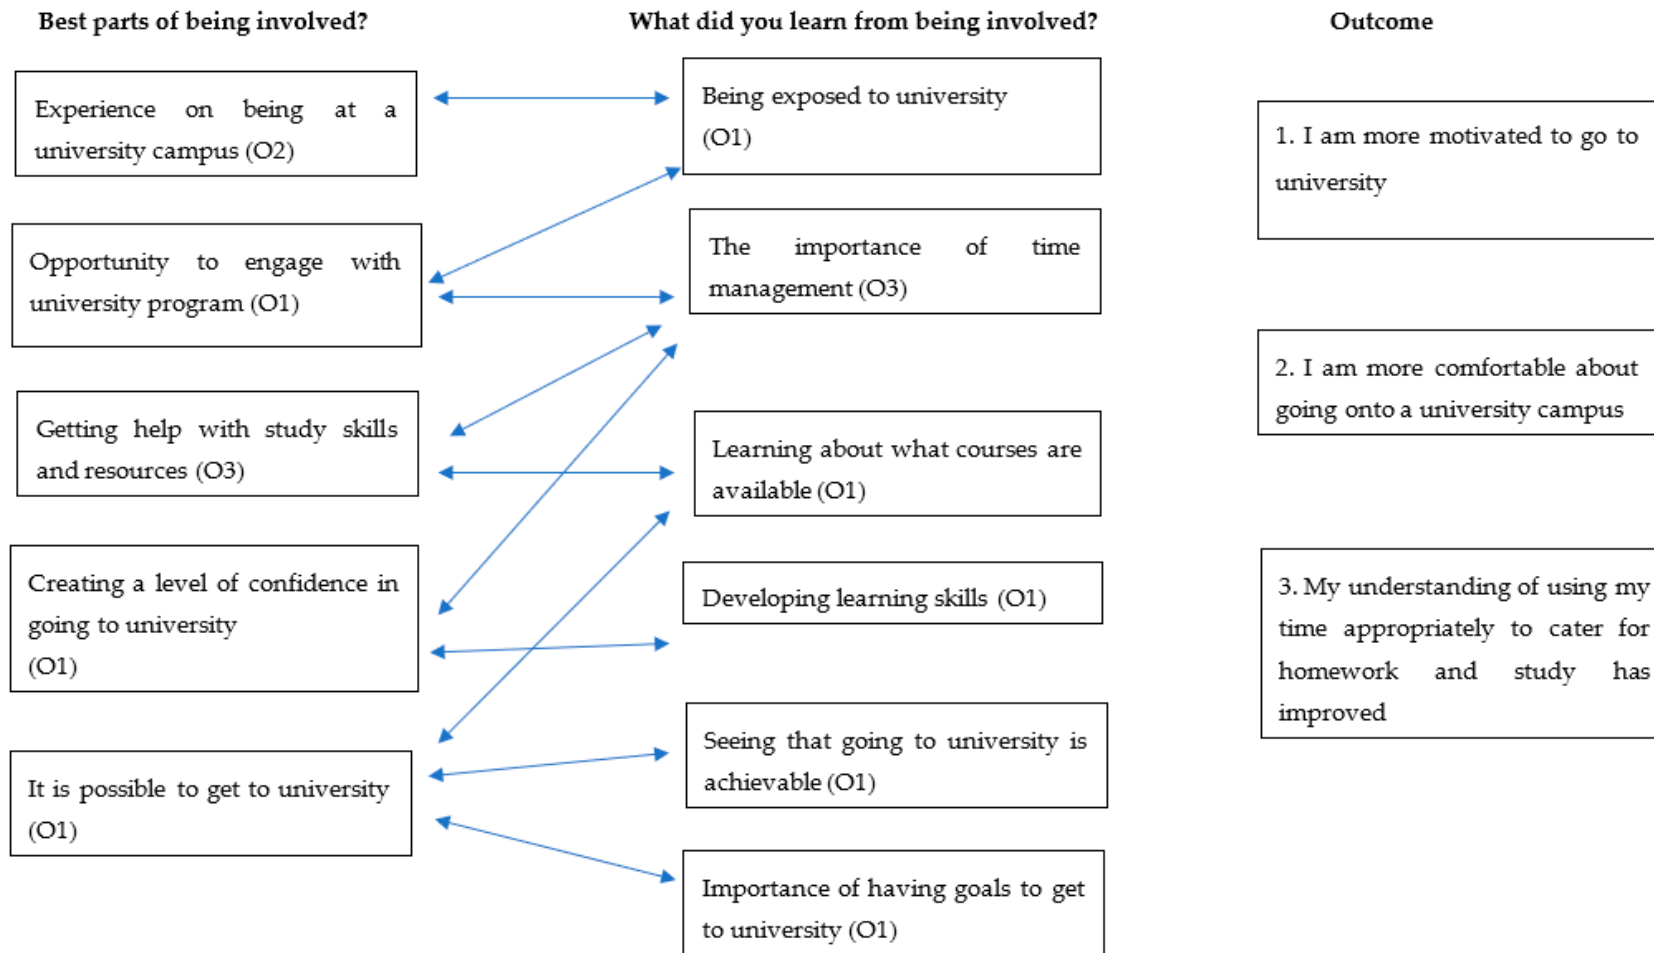 Best parts of being involved?
What did you learn from being involved?
Outcome
Experience on being at a
university campus (O2)
Opportunity to engage with
university program (O1)
Getting help with study skills
and resources (O3)
Creating a level of confidence in
going to university
(O1)
It is possible to get to university
(O1)
Being exposed to university
(O1)
The importance of time
management (O3)
Learning about what courses are
available (O1)
Developing learning skills (O1)
Seeing that going to university is
achievable (O1)
Importance of having goals to get
to university (O1)
1. I am more motivated to go to
university
2. I am more comfortable about
going onto a university campus
3. My understanding of using my
time appropriately to cater for
homework and study has
improved